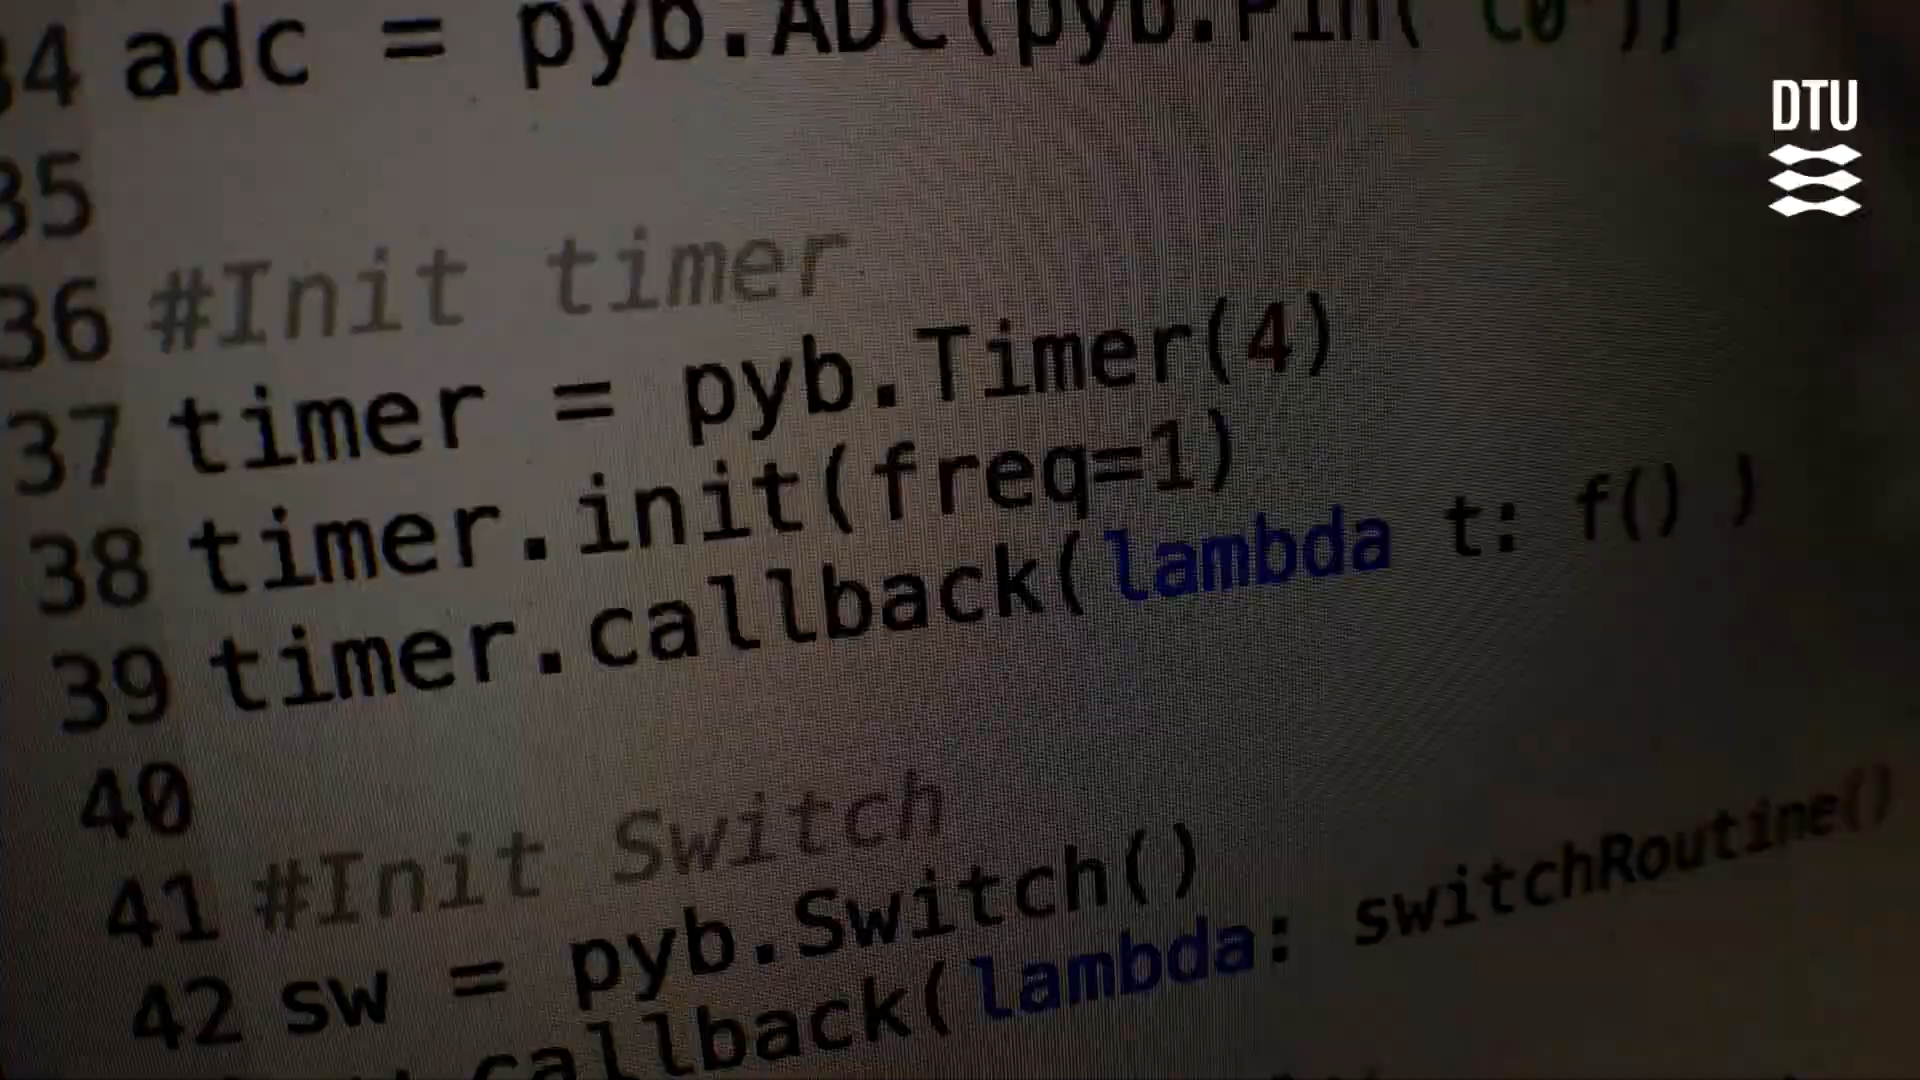 34 adc = pyb.ADC(pyb.Pin('C0'))
35
36 #Init timer
37 timer = pyb.Timer(4)
38 timer.init(freq=1)
39 timer.callback(lambda t: f() )
40
41 #Init Switch
42 sw = pyb.Switch()
callback(lambda: switchRoutine()
DTU